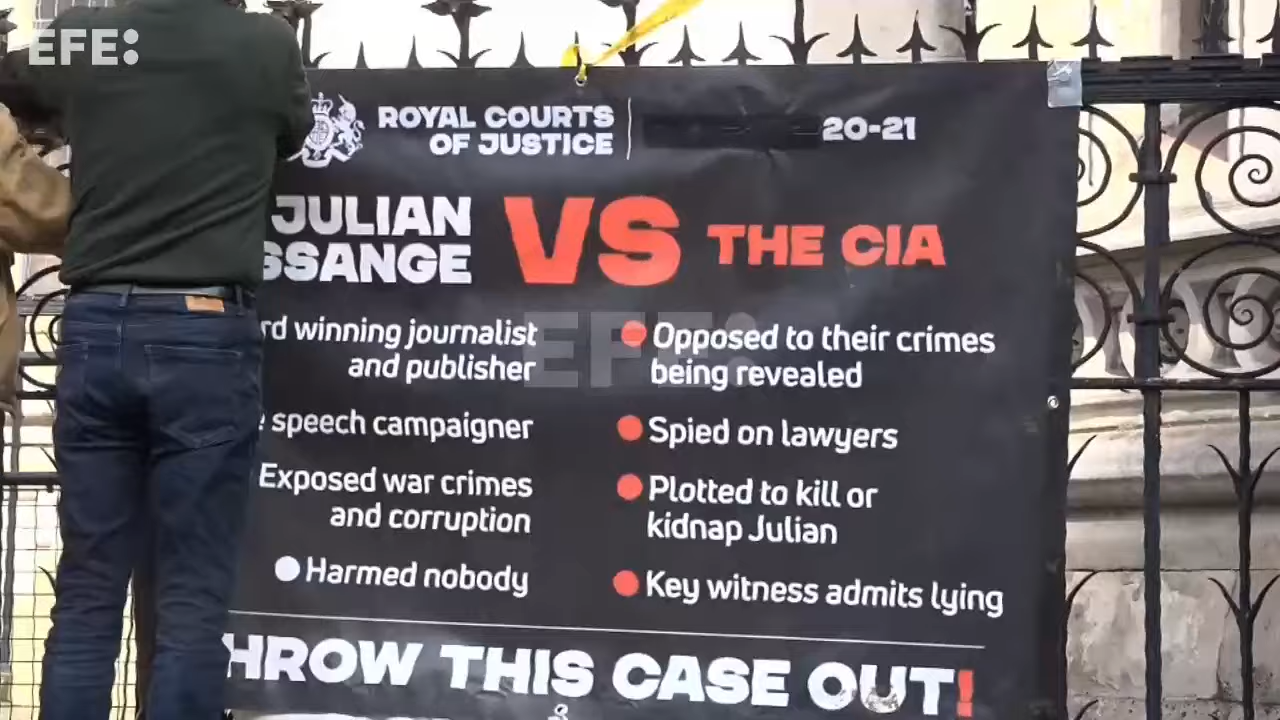 EFE:
ROYAL COURTS
OF JUSTICE
20-21
JULIAN
SSANGE
VS
THE CIA
rd winning journalist
and publisher
speech campaigner
Exposed war crimes
and corruption
Harmed nobody
Opposed to their crimes
being revealed
Spied on lawyers
Plotted to kill or
kidnap Julian
Key witness admits lying
EFE:
HROW THIS CASE OUT!